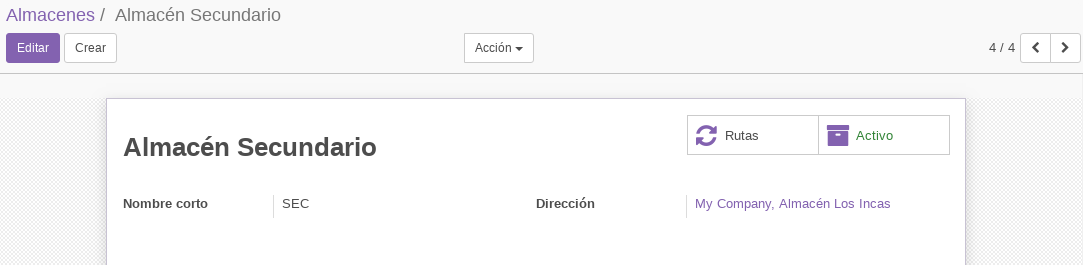 Almacenes / Almacén Secundario
Editar Crear Acción 4 / 4
Rutas Activo
Almacén Secundario
Nombre corto SEC Dirección My Company, Almacén Los Incas